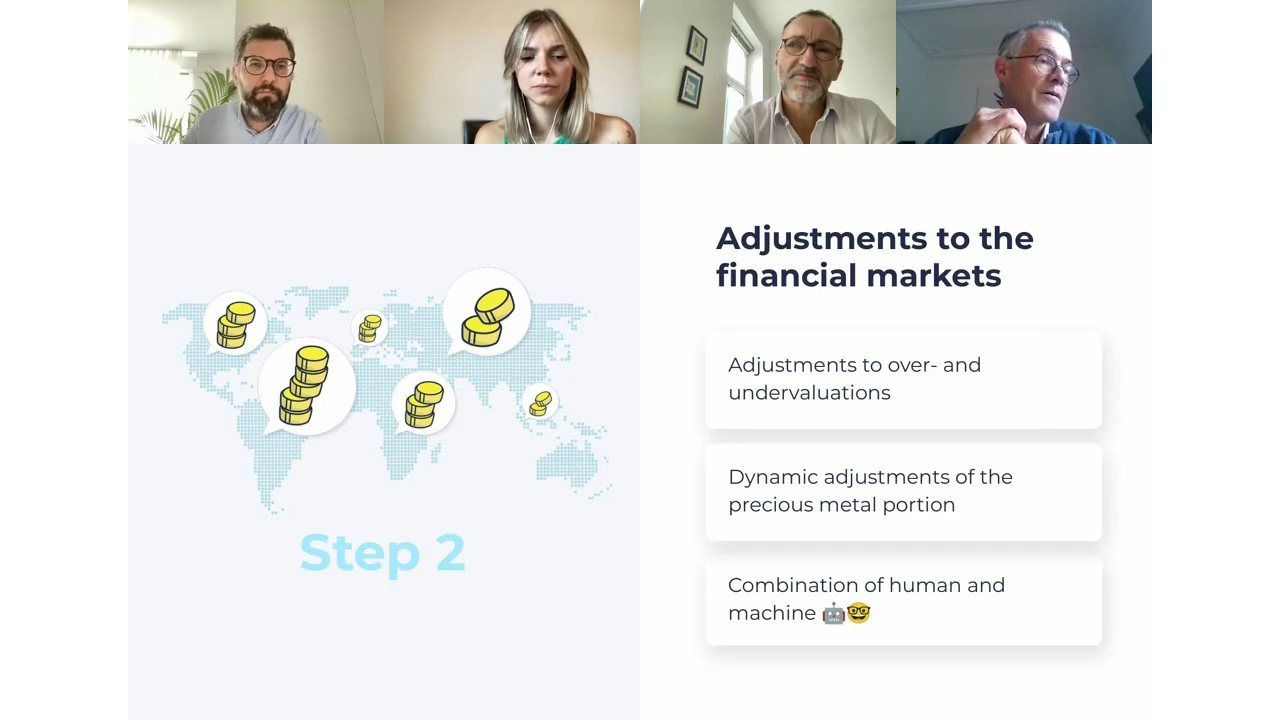 Adjustments to the
financial markets
Adjustments to over- and
undervaluations
Dynamic adjustments of the
precious metal portion
Combination of human and
machine 🤖🤓
Step 2